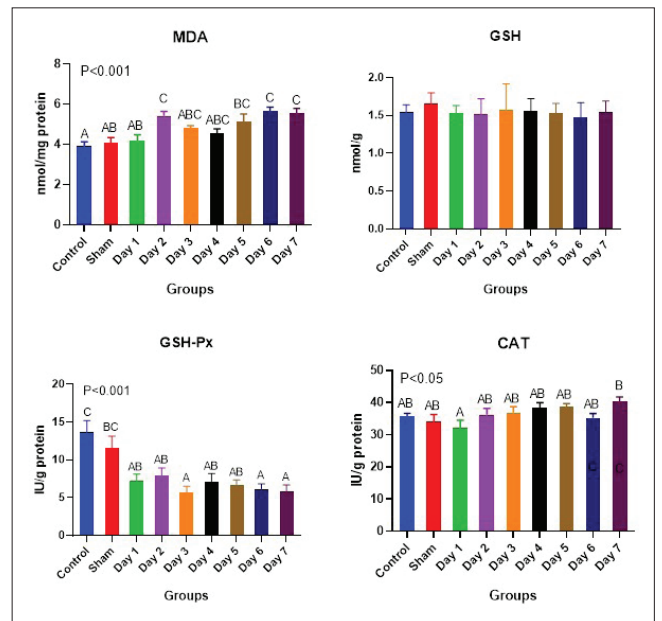 MDA
P<0.001
nmol/mg protein
8
6
4
2
0
A AB AB C ABC ABC BC C C
Control Sham Day 1 Day 2 Day 3 Day 4 Day 5 Day 6 Day 7
Groups
GSH
nmol/g
2.0
1.5
1.0
0.5
0.0
Control Sham Day 1 Day 2 Day 3 Day 4 Day 5 Day 6 Day 7
Groups
GSH-Px
P<0.001
IU/g protein
20
15
10
5
0
C BC AB AB A AB AB A A
Control Sham Day 1 Day 2 Day 3 Day 4 Day 5 Day 6 Day 7
Groups
CAT
P<0.05
IU/g protein
50
40
30
20
10
0
AB AB A AB AB AB AB AB B
C C
Control Sham Day 1 Day 2 Day 3 Day 4 Day 5 Day 6 Day 7
Groups